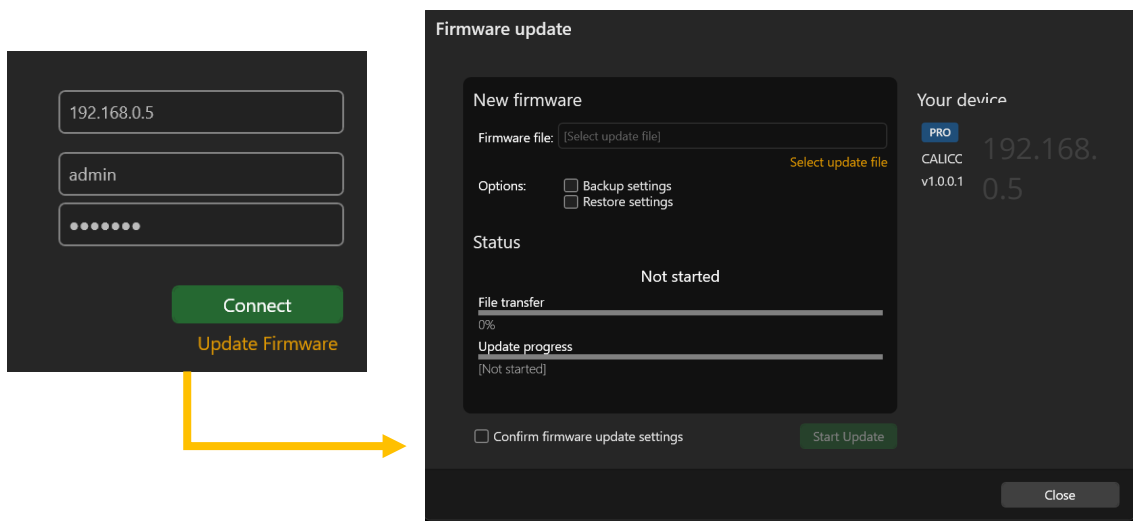 192.168.0.5
admin
Connect
Update Firmware
Firmware update
New firmware
Firmware file:
[Select update file]
Select update file
Options:
Backup settings
Restore settings
Status
Not started
File transfer
0%
Update progress
[Not started]
Confirm firmware update settings
Start Update
Your device
PRO
CALICC
v1.0.0.1
192.168.
0.5
Close